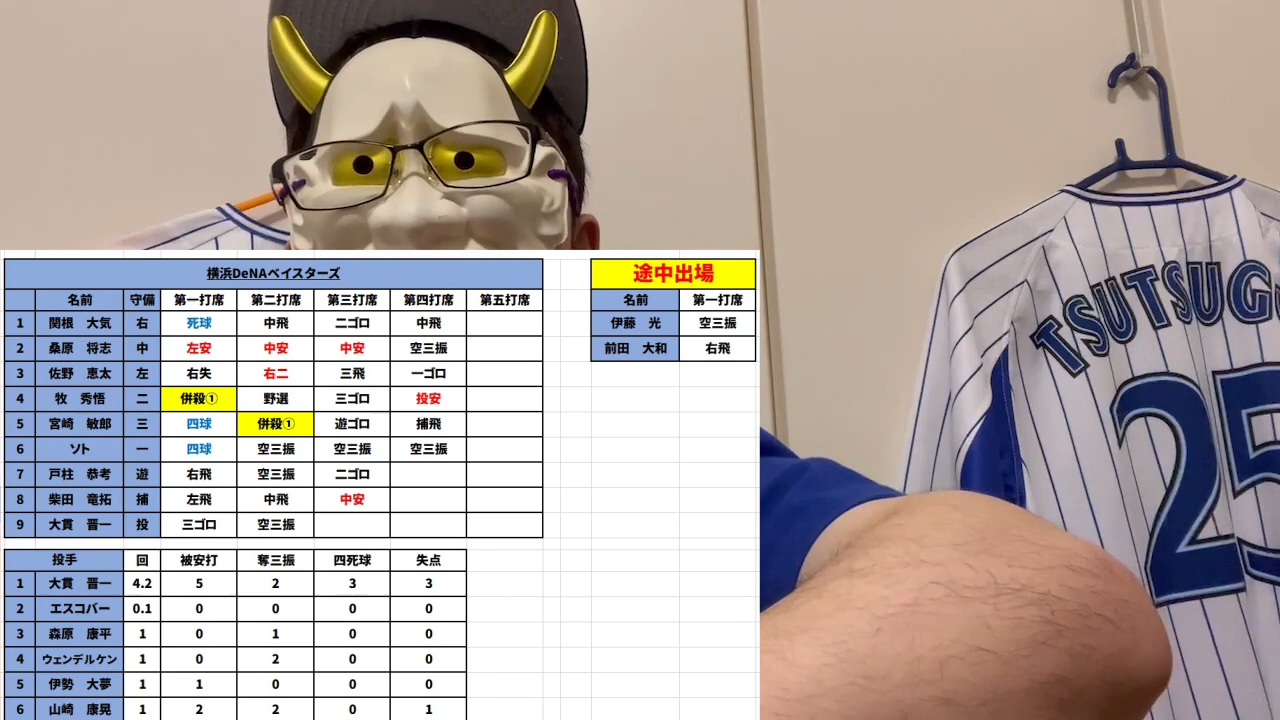 横浜DeNAベイスターズ
名前 守備 第一打席 第二打席 第三打席 第四打席 第五打席
1 関根 大気 右 死球 中飛 二ゴロ 中飛
2 桑原 将志 中 左安 中安 中安 空三振
3 佐野 恵太 左 右失 右二 三飛 一ゴロ
4 牧 秀悟 二 併殺① 野選 三ゴロ 投安
5 宮崎 敏郎 三 四球 併殺① 遊ゴロ 捕飛
6 ソト 一 四球 空三振 空三振 空三振
7 戸柱 恭考 遊 右飛 空三振 二ゴロ
8 柴田 竜拓 捕 左飛 中飛 中安
9 大貫 晋一 投 三ゴロ 空三振
途中出場
名前 第一打席
伊藤 光 空三振
前田 大和 右飛
投手 回 被安打 奪三振 四死球 失点
1 大貫 晋一 4.2 5 2 3 3
2 エスコバー 0.1 0 0 0 0
3 森原 康平 1 0 1 0 0
4 ウェンデルケン 1 0 2 0 0
5 伊勢 大夢 1 1 0 0 0
6 山崎 康晃 1 2 2 0 1
TSUTSUG
25